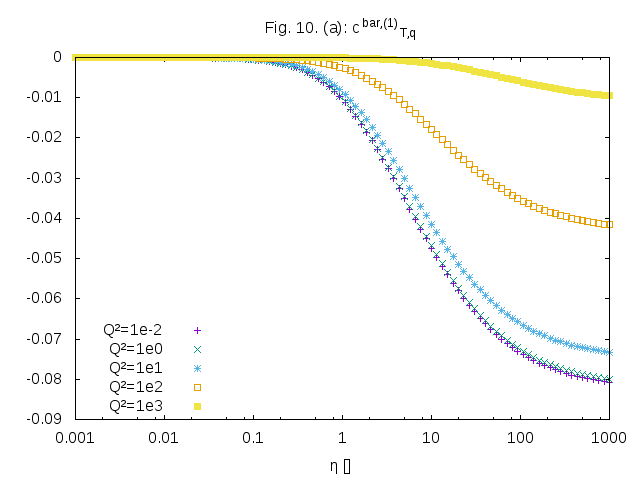 Fig. 10. (a): c bar,(1) T,q
0
-0.01
-0.02
-0.03
-0.04
-0.05
-0.06
-0.07
-0.08
-0.09
Q²=1e-2
Q²=1e0
Q²=1e1
Q²=1e2
Q²=1e3
0.001 0.01 0.1 1 10 100 1000
η []